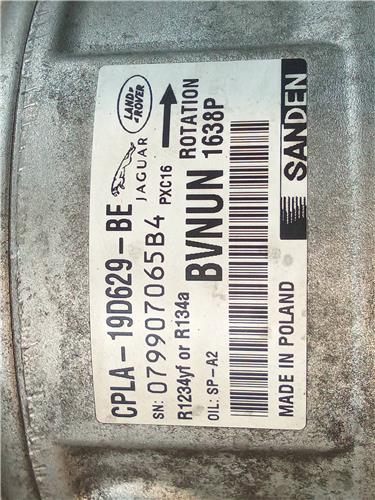 CPLA-19D629-BE
LAND-
ROVER
JAGUAR
SN: 079907065B4
PXC16
R1234yf or R134a
ROTATION
OIL: SP-A2
BVNUN
1638P
MADE IN POLAND
SANDEN